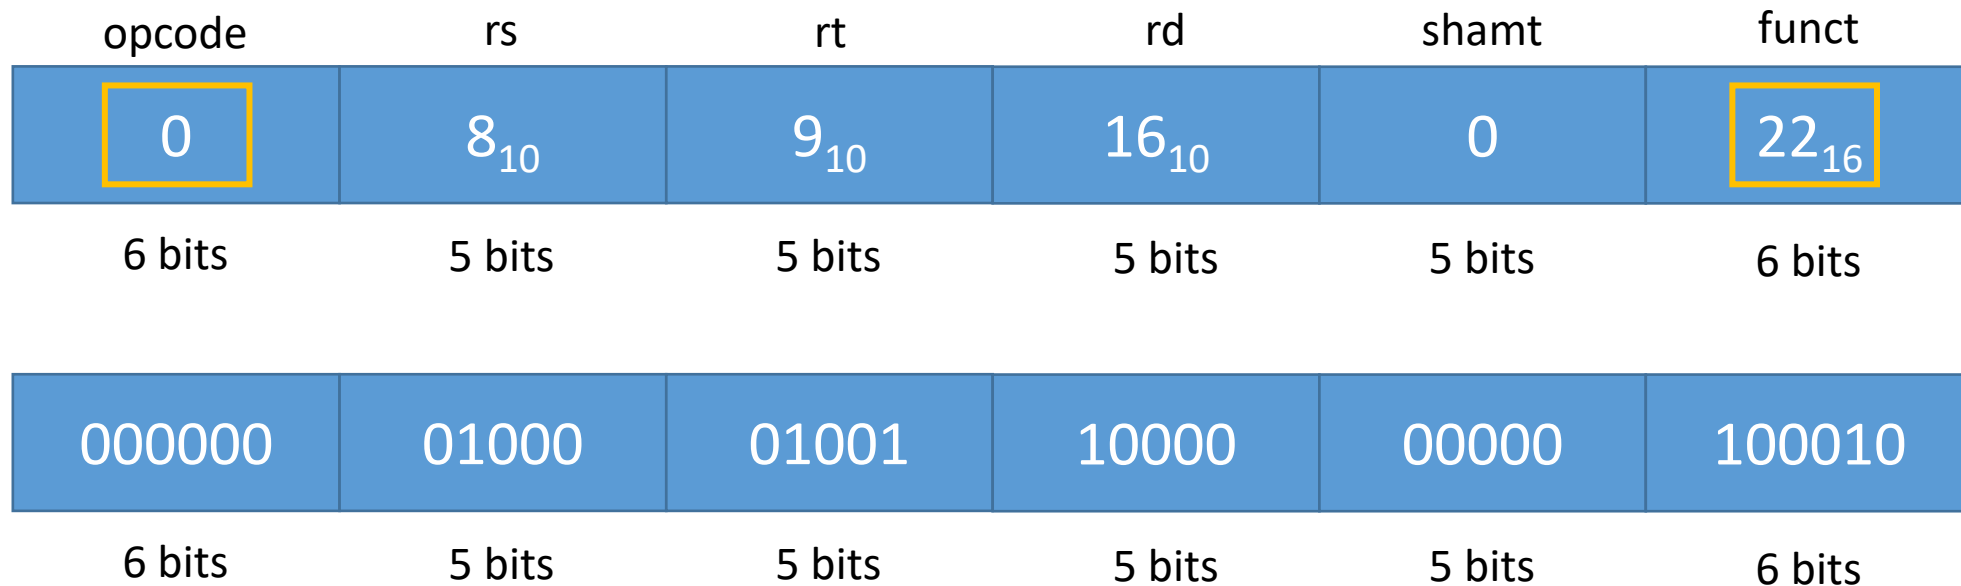 opcode rs rt rd shamt funct
0 8₁₀ 9₁₀ 16₁₀ 0 22₁₆
6 bits 5 bits 5 bits 5 bits 5 bits 6 bits
000000 01000 01001 10000 00000 100010
6 bits 5 bits 5 bits 5 bits 5 bits 6 bits